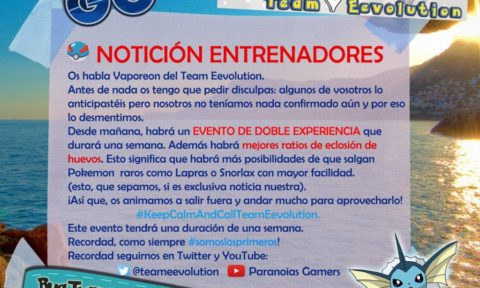 GO
Team Eevolution
NOTICIÓN ENTRENADORES
Os habla Vaporeon del Team Eevolution.
Antes de nada os tengo que pedir disculpas: algunos de vosotros lo
anticipastéis pero nosotros no teníamos nada confirmado aún y por eso
lo desmentimos.
Desde mañana, habrá un EVENTO DE DOBLE EXPERIENCIA que
durará una semana. Además habrá mejores ratios de eclosión de
huevos. Esto significa que habrá más posibilidades de que salgan
Pokemon raros como Lapras o Snorlax con mayor facilidad.
(esto, que sepamos, si es exclusiva noticia nuestra).
¡Así que, os animamos a salir fuera y andar mucho para aprovecharlo!
#KeepCalmAndCallTeamEevolution.
Este evento tendrá una duración de una semana.
Recordad, como siempre #somoslosprimeros!
Recordad seguirnos en Twitter y YouTube:
@teameevolution Paranoias Gamers